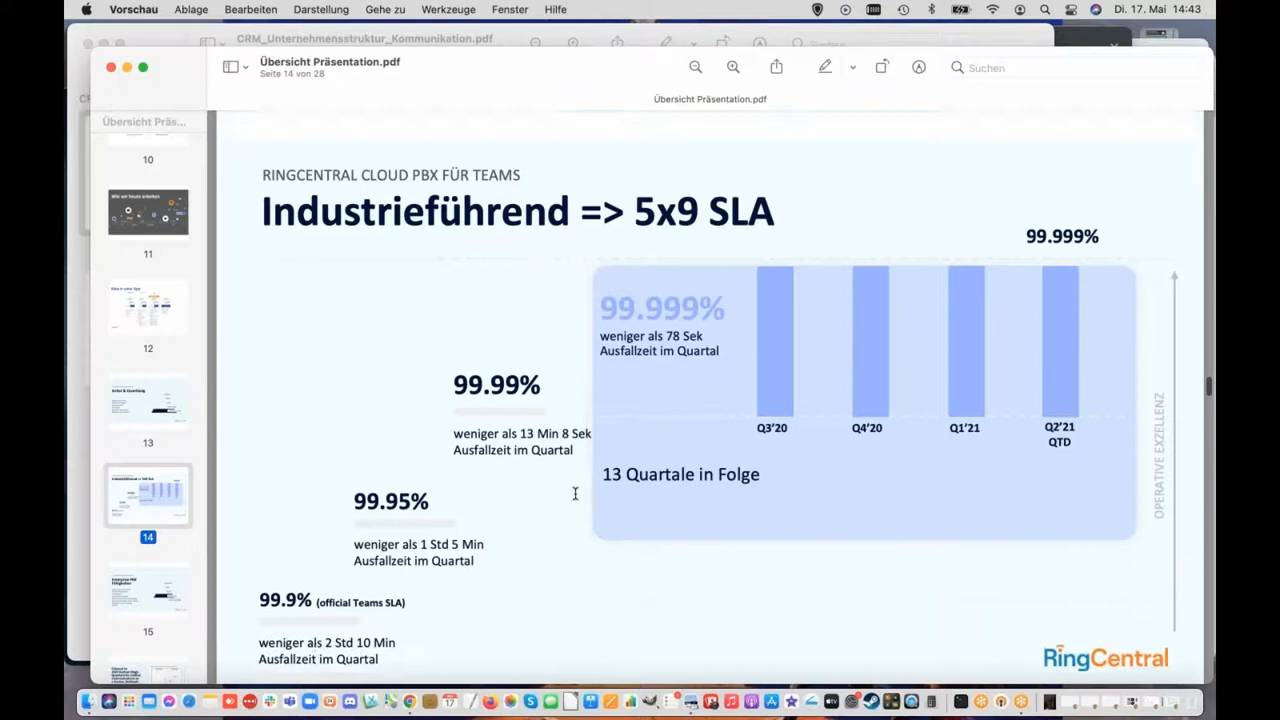 Vorschau Ablage Bearbeiten Darstellung Gehe zu Werkzeuge Fenster Hilfe Di. 17. Mai 14:43
CRM_Unternehmensstruktur_Kommunikation.pdf
Übersicht Präsentation.pdf
Seite 14 von 28
Suchen
Übersicht Präsentation.pdf
Übersicht Präs...
10
11
12
13
14
15
RINGCENTRAL CLOUD PBX FÜR TEAMS
Industrieführend => 5x9 SLA
99.999%
99.999%
weniger als 78 Sek
Ausfallzeit im Quartal
99.99%
weniger als 13 Min 8 Sek
Ausfallzeit im Quartal
Q3'20 Q4'20 Q1'21 Q2'21
QTD
13 Quartale in Folge
99.95%
weniger als 1 Std 5 Min
Ausfallzeit im Quartal
99.9% (official Teams SLA)
weniger als 2 Std 10 Min
Ausfallzeit im Quartal
OPERATIVE EXZELLENZ
RingCentral